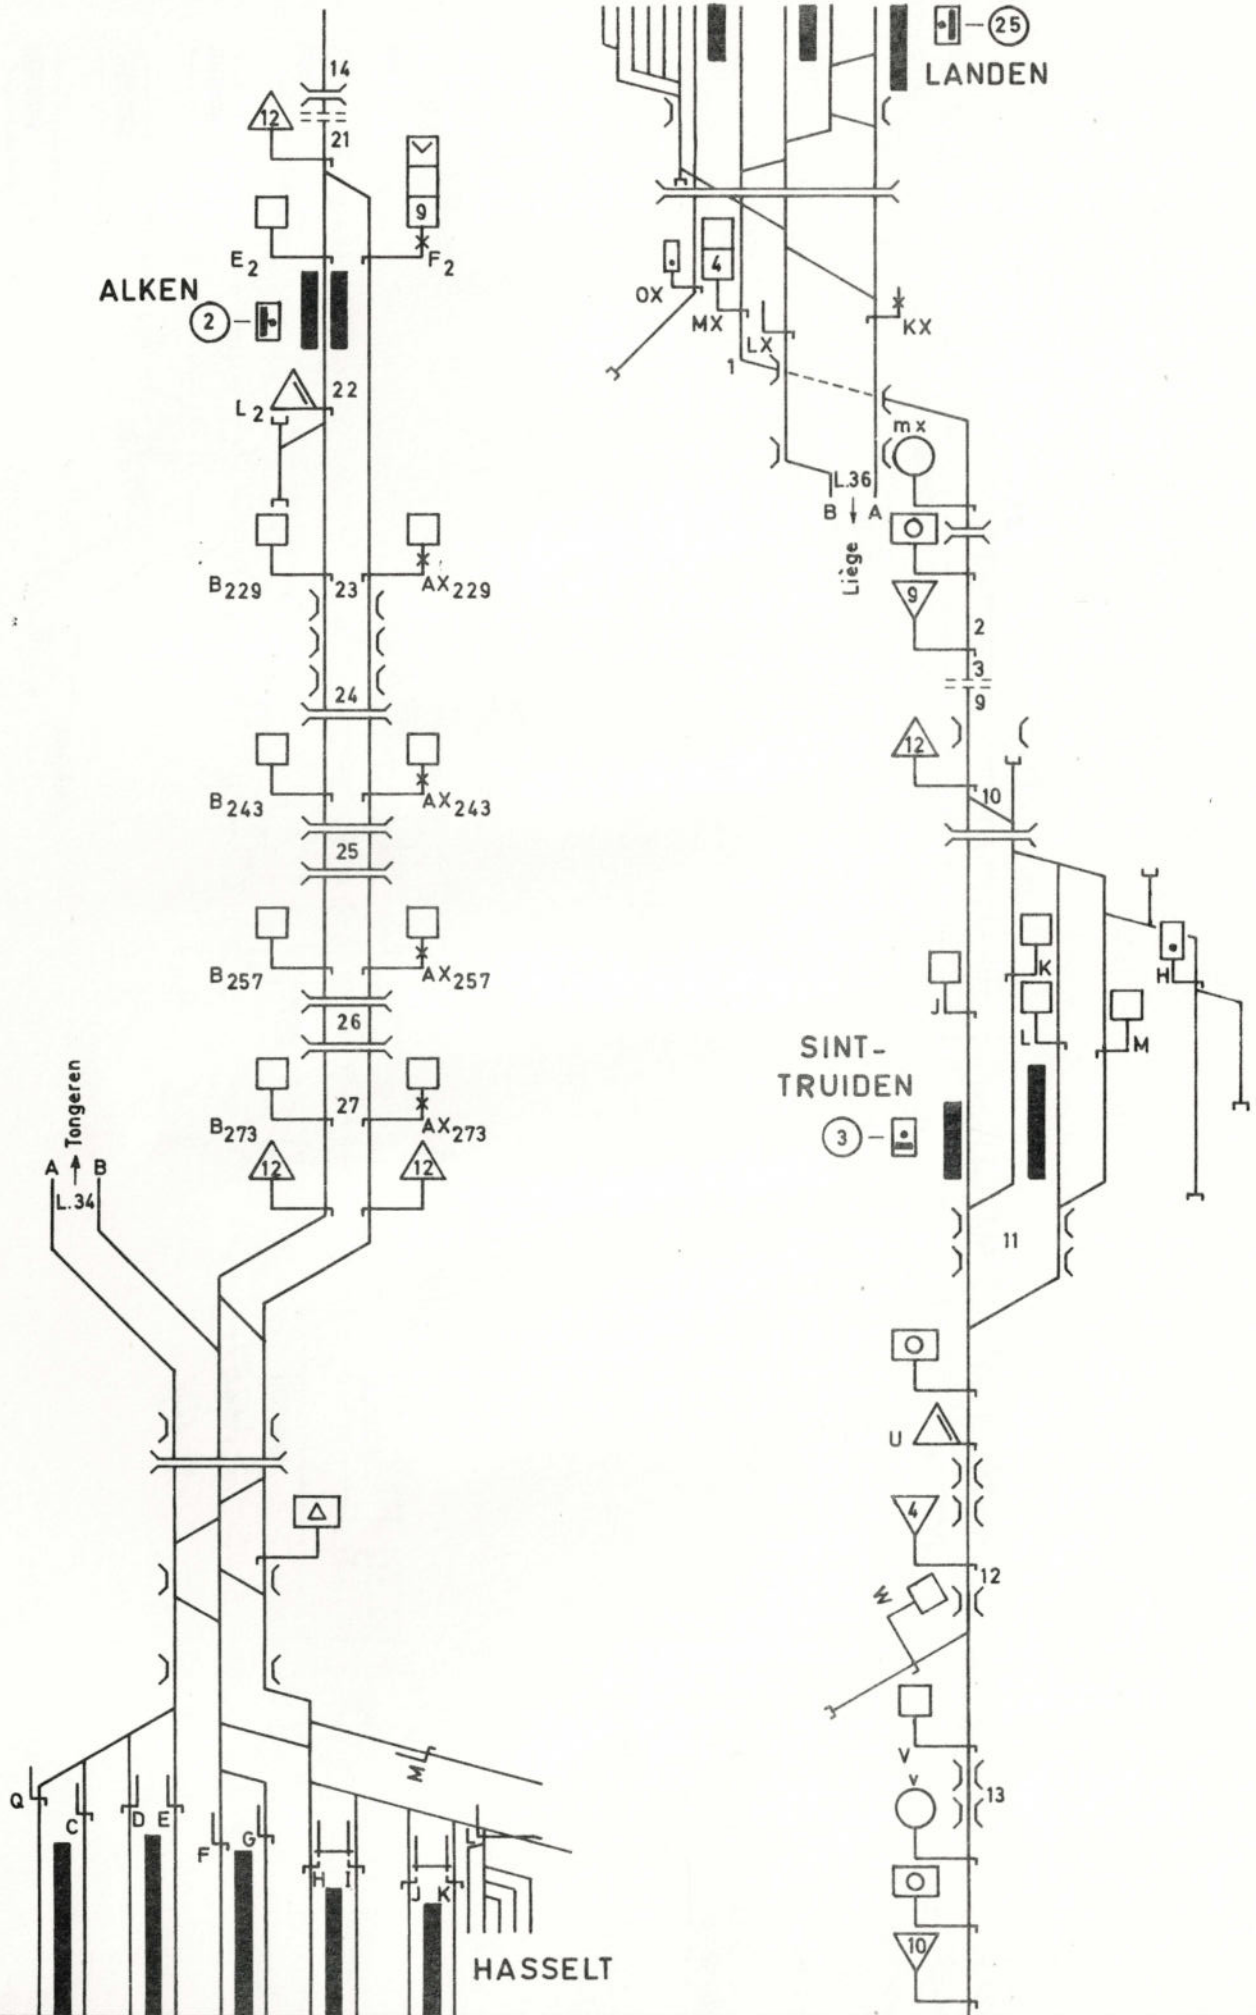 14
12
21
9
E2
F2
ALKEN
2
22
L2
B229
23
AX229
24
B243
AX243
25
B257
AX257
26
27
B273
AX273
12
12
Tongeren
A
B
L.34
M
Q
C
D
E
F
G
H
I
J
K
L
HASSELT
25
LANDEN
4
OX
MX
LX
KX
1
mx
L.36
B
A
Liège
9
2
3
9
12
10
K
H
J
L
M
SINT-
TRUIDEN
3
11
U
4
12
W
V
v
13
10